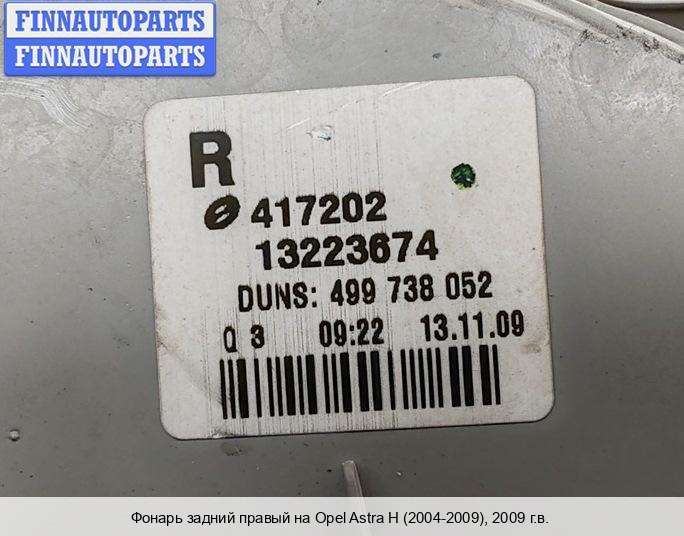 FINNAUTOPARTS
FINNAUTOPARTS
R
417202
13223674
DUNS: 499 738 052
Q 3 09:22 13.11.09
Фонарь задний правый на Opel Astra H (2004-2009), 2009 г.в.